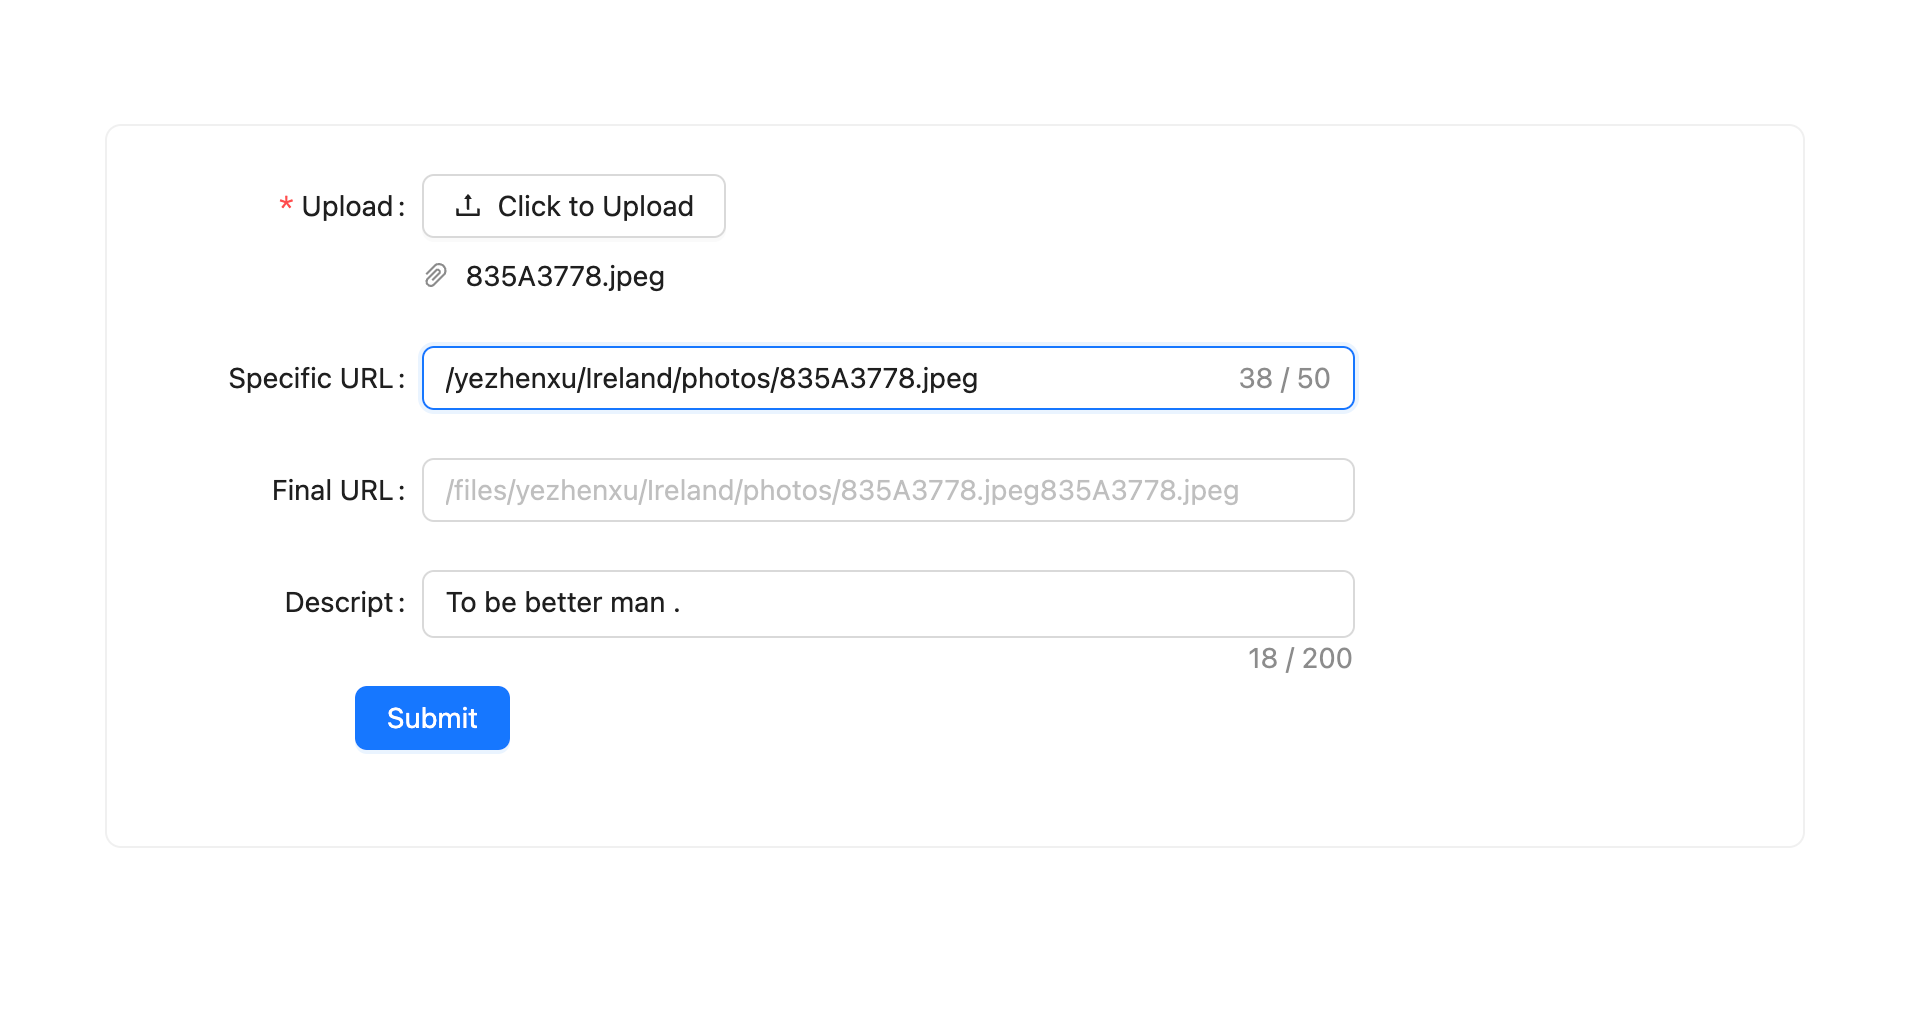 * Upload:
Click to Upload
835A3778.jpeg
Specific URL: /yezhenxu/Ireland/photos/835A3778.jpeg 38 / 50
Final URL: /files/yezhenxu/Ireland/photos/835A3778.jpeg835A3778.jpeg
Descript: To be better man .
18 / 200
Submit